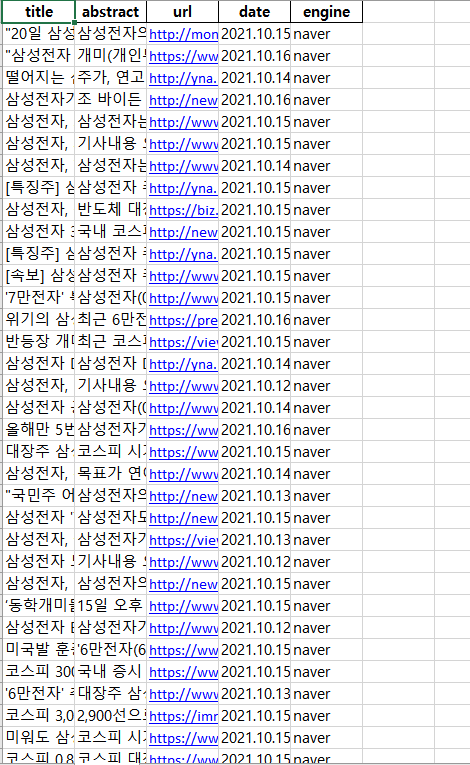 title abstract url date engine
"20일 삼성 삼성전자의 http://mon 2021.10.15 naver
"삼성전자 개미(개인 https://ww 2021.10.16 naver
떨어지는 주가, 연고 http://yna. 2021.10.14 naver
삼성전자가 조 바이든 http://new 2021.10.16 naver
삼성전자, 삼성전자는 http://www 2021.10.15 naver
삼성전자, 기사내용 http://www 2021.10.15 naver
삼성전자, 삼성전자는 http://www 2021.10.14 naver
[특징주] 삼성전자 http://yna. 2021.10.15 naver
삼성전자, 반도체 대장 https://biz. 2021.10.15 naver
삼성전자 국내 코스피 http://new 2021.10.15 naver
[특징주] 삼성전자 http://yna. 2021.10.15 naver
[속보] 삼성전자 http://www 2021.10.15 naver
'7만전자' 삼성전자(0 http://www 2021.10.15 naver
위기의 삼성 최근 6만전 https://pre 2021.10.16 naver
반등장 개미 최근 코스피 https://view 2021.10.15 naver
삼성전자 삼성전자 http://yna. 2021.10.14 naver
삼성전자, 기사내용 http://www 2021.10.12 naver
삼성전자 삼성전자(0 http://www 2021.10.14 naver
올해만 5번 삼성전자가 https://ww 2021.10.16 naver
대장주 삼성 코스피 시가 https://ww 2021.10.15 naver
삼성전자, 목표가 http://www 2021.10.14 naver
"국민주 삼성전자의 http://new 2021.10.13 naver
삼성전자 삼성전자도 http://new 2021.10.15 naver
삼성전자, 삼성전자가 https://view 2021.10.13 naver
삼성전자 기사내용 http://www 2021.10.12 naver
삼성전자, 삼성전자의 http://new 2021.10.15 naver
'동학개미들 15일 오후 http://www 2021.10.15 naver
삼성전자 삼성전자가 http://www 2021.10.12 naver
미국발 훈풍 '6만전자(6 https://ww 2021.10.15 naver
코스피 300 국내 증시 https://ww 2021.10.15 naver
'6만전자' 대장주 삼성 http://www 2021.10.13 naver
코스피 3,0 2,900선으로 https://imn 2021.10.15 naver
미워도 삼성 코스피 시가 https://ww 2021.10.15 naver
코스피 0.8 코스피 대장 https://ww 2021.10.15 naver